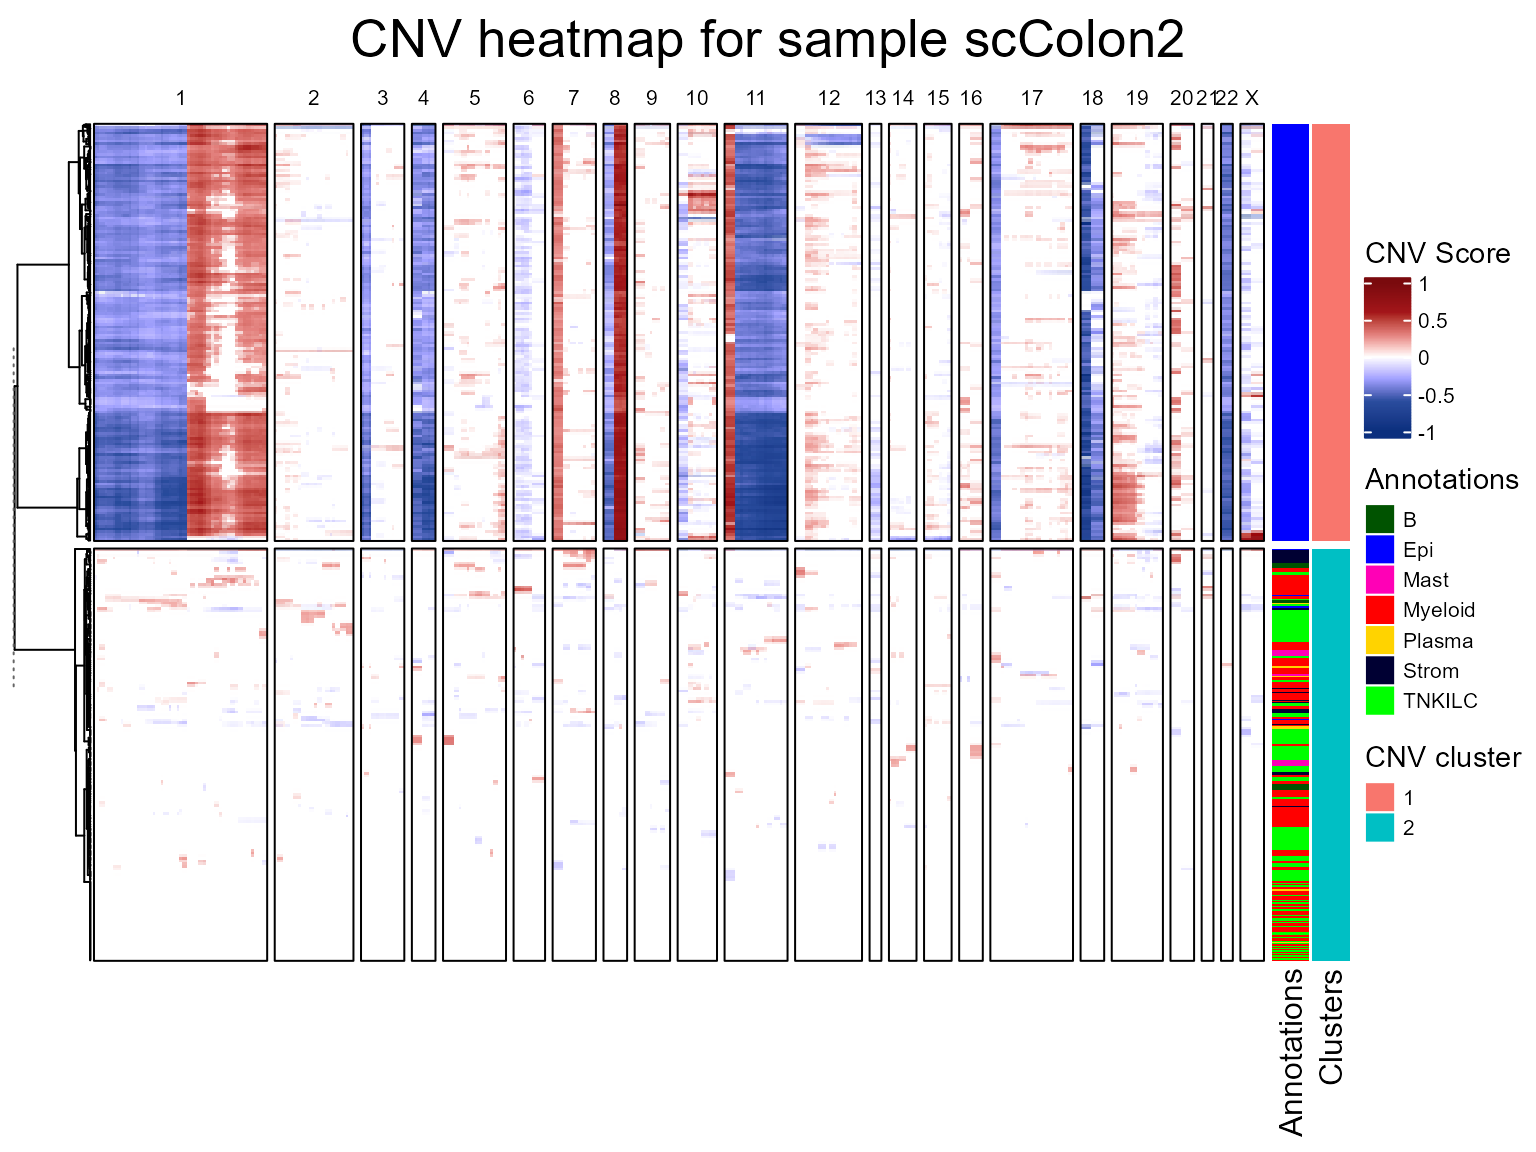 CNV heatmap for sample scColon2
1 2 3 4 5 6 7 8 9 10 11 12 13 14 15 16 17 18 19 20 21 22 X
CNV Score
1
0.5
0
-0.5
-1
Annotations
B
Epi
Mast
Myeloid
Plasma
Strom
TNKILC
CNV cluster
1
2
Annotations
Clusters